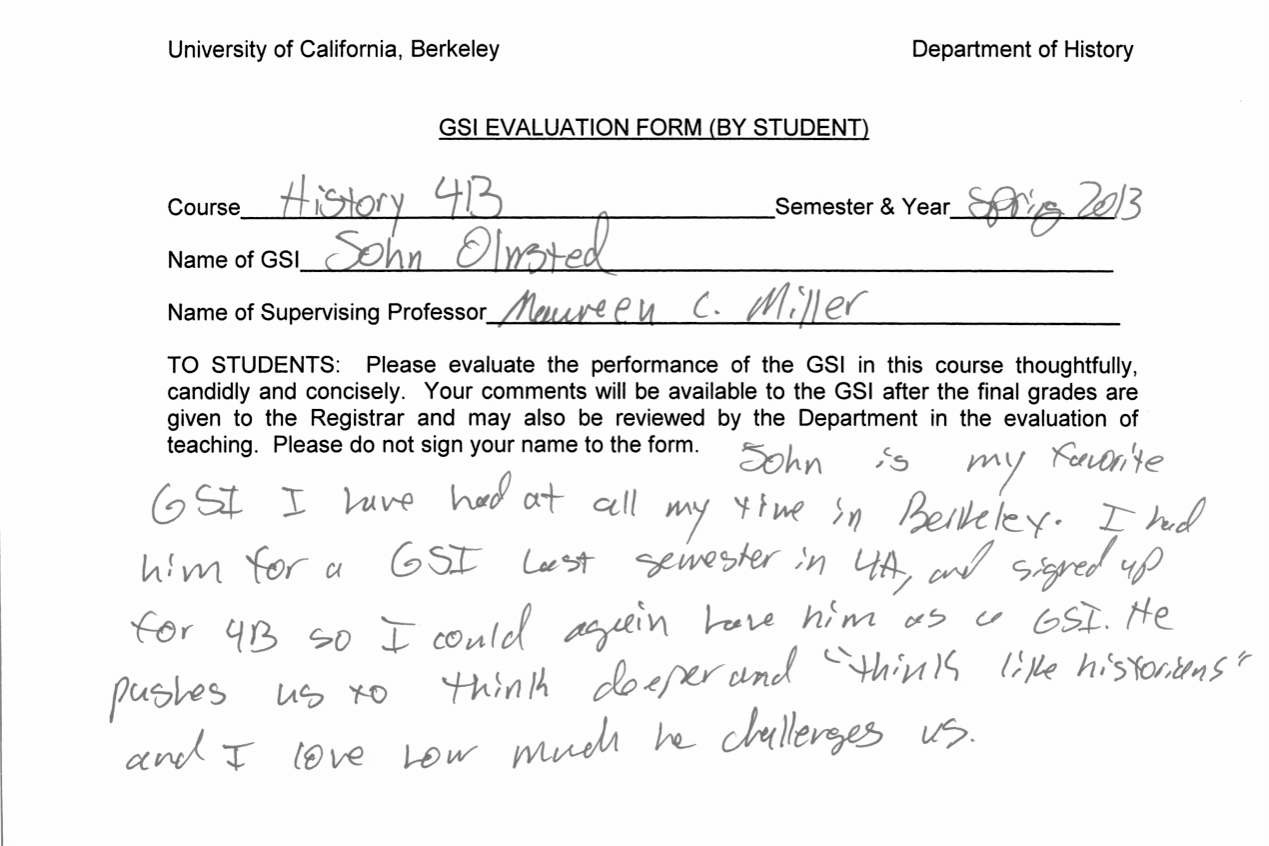 University of California, Berkeley Department of History
GSI EVALUATION FORM (BY STUDENT)
Course History 4B Semester & Year Spring 2013
Name of GSI John Olmsted
Name of Supervising Professor Maureen C. Miller
TO STUDENTS: Please evaluate the performance of the GSI in this course thoughtfully,
candidly and concisely. Your comments will be available to the GSI after the final grades are
given to the Registrar and may also be reviewed by the Department in the evaluation of
teaching. Please do not sign your name to the form.
John is my favorite
GSI I have had at all my time in Berkeley. I had
him for a GSI last semester in 4A, and signed up
for 4B so I could again have him as a GSI. He
pushes us to think deeper and "think like historians"
and I love how much he challenges us.